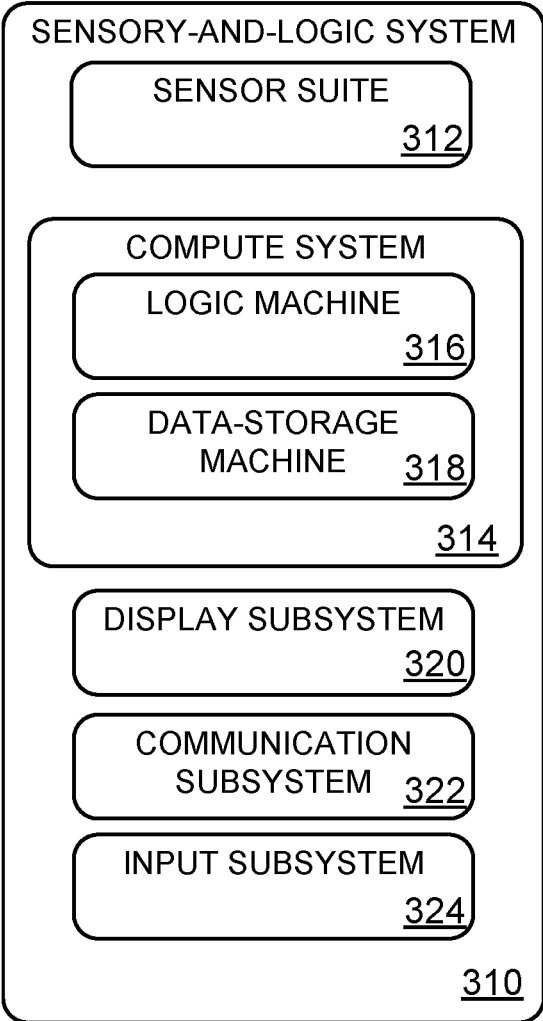 SENSORY-AND-LOGIC SYSTEM
SENSOR SUITE
312
COMPUTE SYSTEM
LOGIC MACHINE
316
DATA-STORAGE
MACHINE
318
314
DISPLAY SUBSYSTEM
320
COMMUNICATION
SUBSYSTEM
322
INPUT SUBSYSTEM
324
310